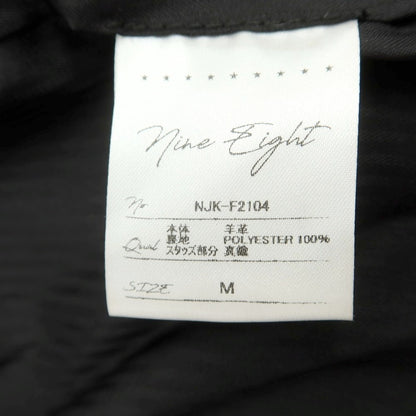 Nine Eight
No NJK-F2104
本体 羊革
Qual 裏地 POLYESTER 100%
スタッズ部分 真鍮
SIZE M